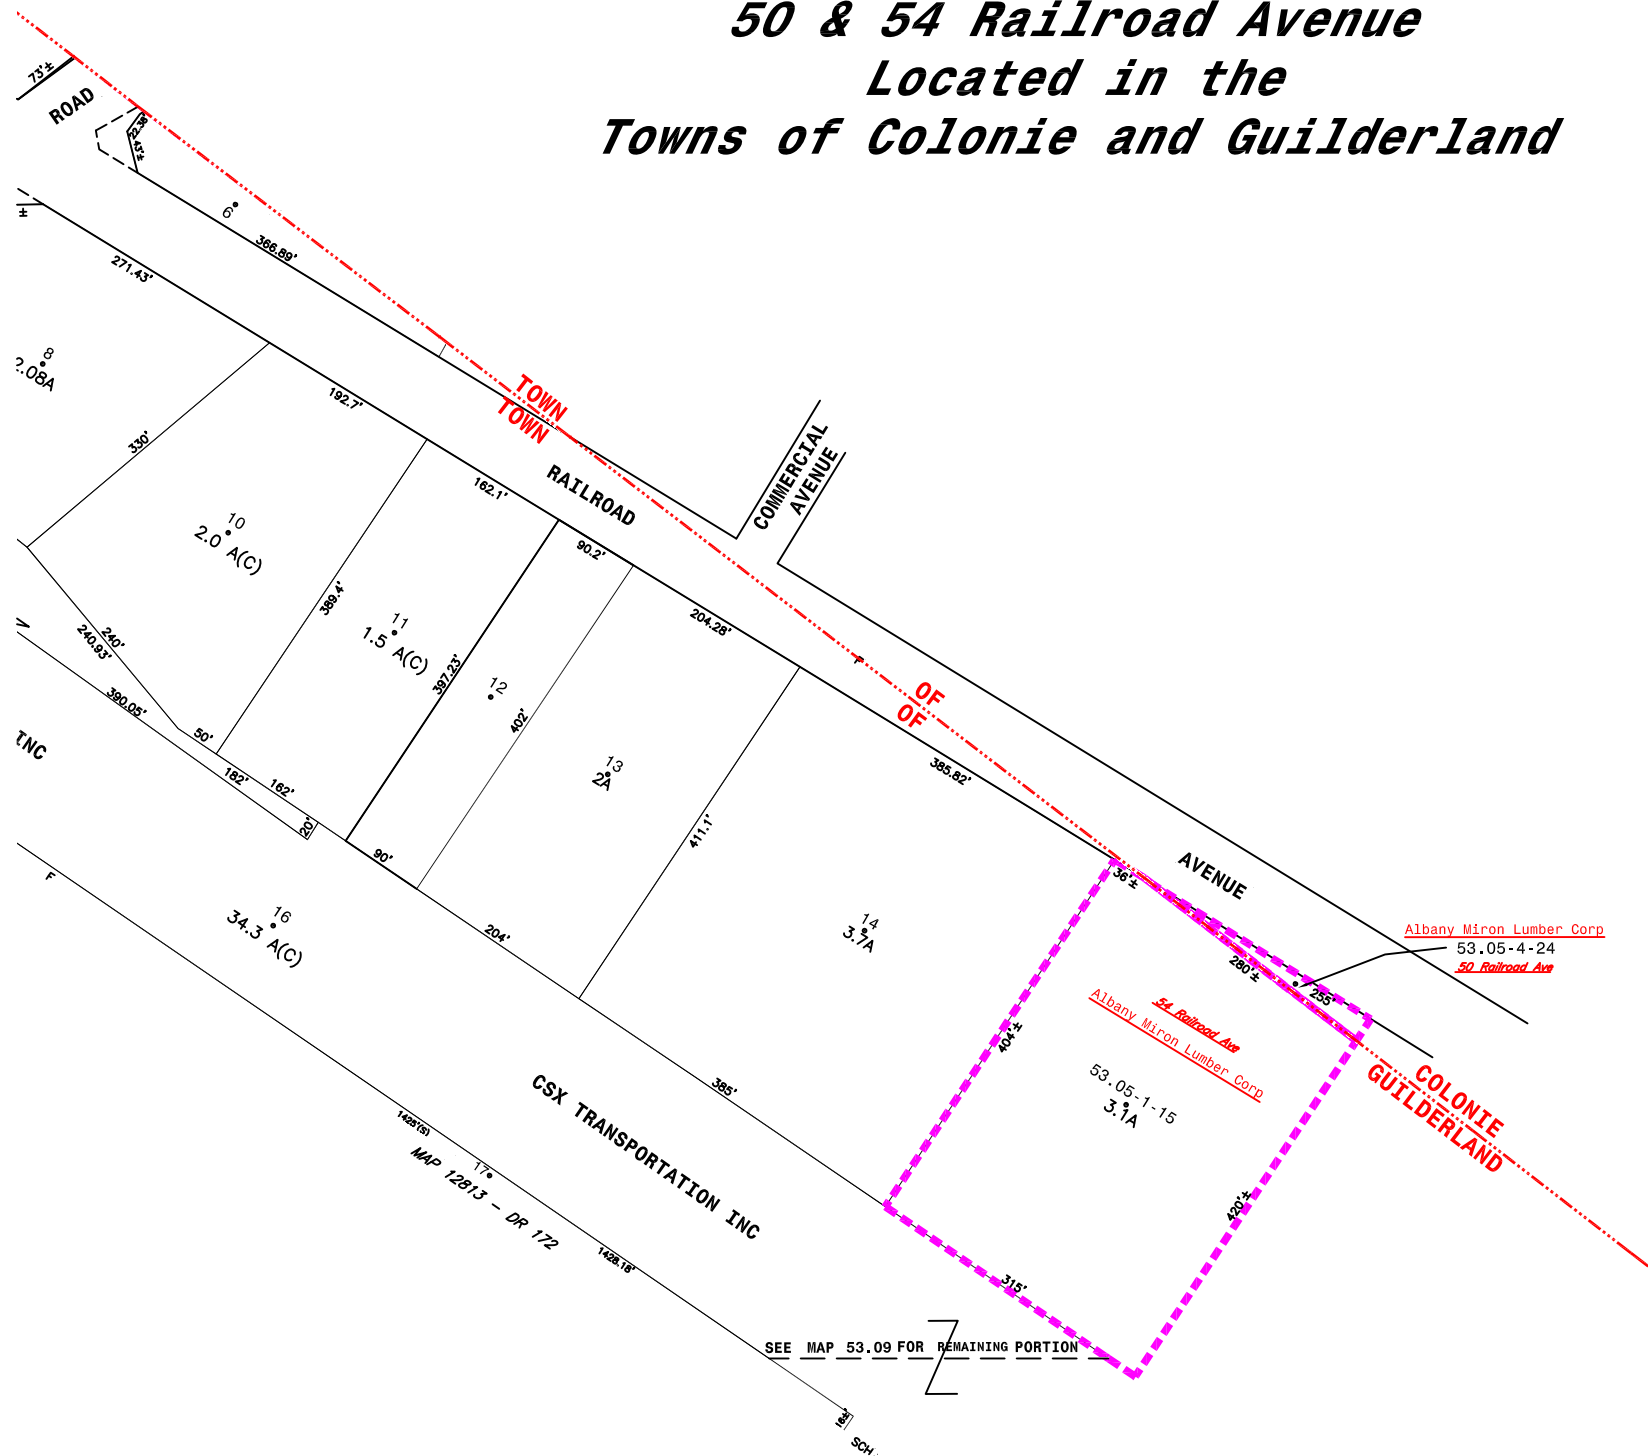 50 & 54 Railroad Avenue
Located in the
Towns of Colonie and Guilderland
73'±
ROAD
22.38'
43'±
6
366.89'
±
271.43'
8
2.08A
330'
192.7'
TOWN
TOWN
RAILROAD
COMMERCIAL
AVENUE
162.1'
10
2.0 A(C)
90.2'
389.4'
11
1.5 A(C)
204.28'
240'
240.93'
397.23'
12
402'
F
OF
OF
390.05'
50'
INC
182'
162'
20'
13
2A
385.82'
411.1'
90'
AVENUE
36'±
F
16
34.3 A(C)
204'
14
3.7A
Albany Miron Lumber Corp
53.05-4-24
50 Railroad Ave
280'±
255'
54 Railroad Ave
Albany Miron Lumber Corp
404'±
53.05-1-15
3.1A
COLONIE
GUILDERLAND
385'
CSX TRANSPORTATION INC
1425'(S)
17
MAP 12813 - DR 172
420'±
1428.18'
315'
SEE MAP 53.09 FOR REMAINING PORTION
16±'
SCH